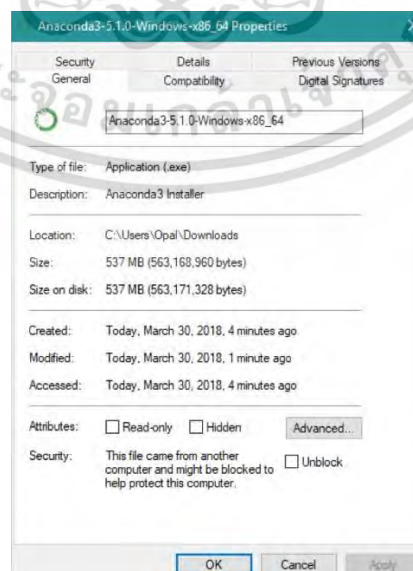 Anaconda3-5.1.0-Windows-x86_64 Properties
Security Details Previous Versions
General Compatibility Digital Signatures
Anaconda3-5.1.0-Windows-x86_64
Type of file: Application (.exe)
Description: Anaconda3 Installer
Location: C:\Users\Opal\Downloads
Size: 537 MB (563,168,960 bytes)
Size on disk: 537 MB (563,171,328 bytes)
Created: Today, March 30, 2018, 4 minutes ago
Modified: Today, March 30, 2018, 1 minute ago
Accessed: Today, March 30, 2018, 4 minutes ago
Attributes: Read-only Hidden Advanced...
Security: This file came from another
computer and might be blocked to
help protect this computer.
Unblock
OK Cancel Apply